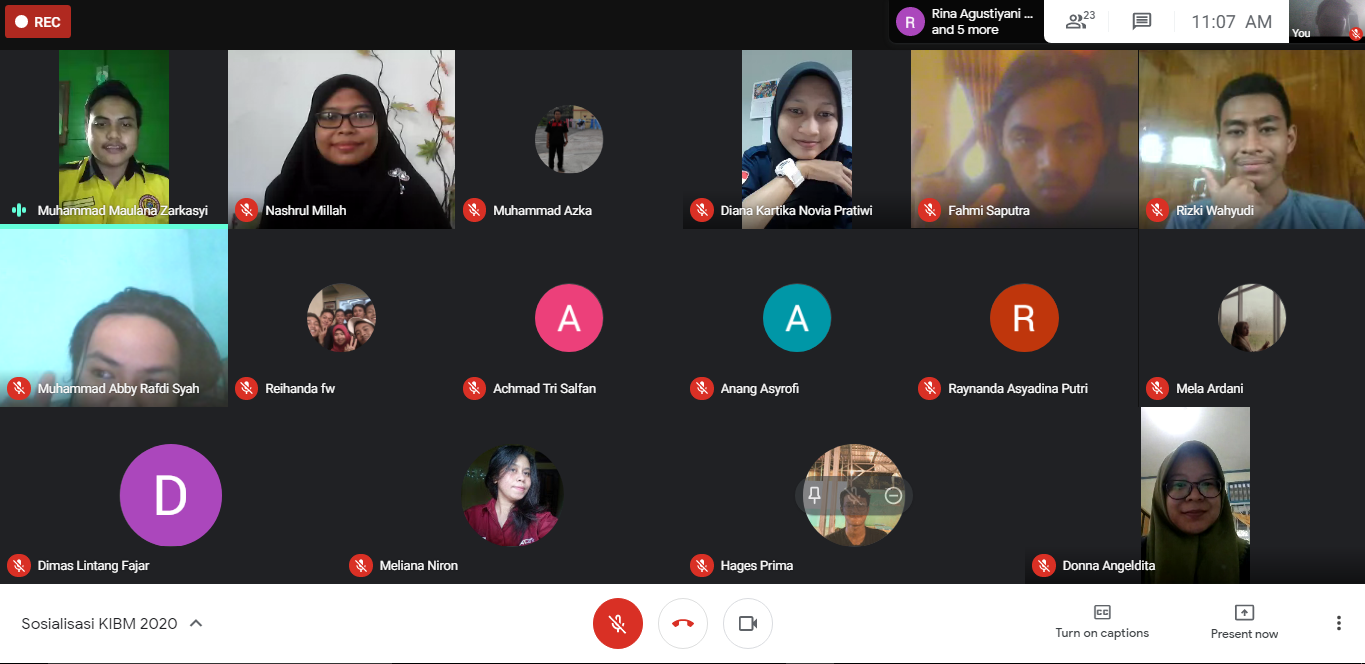 REC
R
Rina Agustiyani ...
and 5 more
23
11:07 AM
You
Muhammad Maulana Zarkasyi
Nashrul Millah
Muhammad Azka
Diana Kartika Novia Pratiwi
Fahmi Saputra
Rizki Wahyudi
A
A
R
Muhammad Abby Rafdi Syah
Reihanda fw
Achmad Tri Salfan
Anang Asyrofi
Raynanda Asyadina Putri
Mela Ardani
D
Dimas Lintang Fajar
Meliana Niron
Hages Prima
Donna Angeldita
Sosialisasi KIBM 2020
CC
Turn on captions
Present now